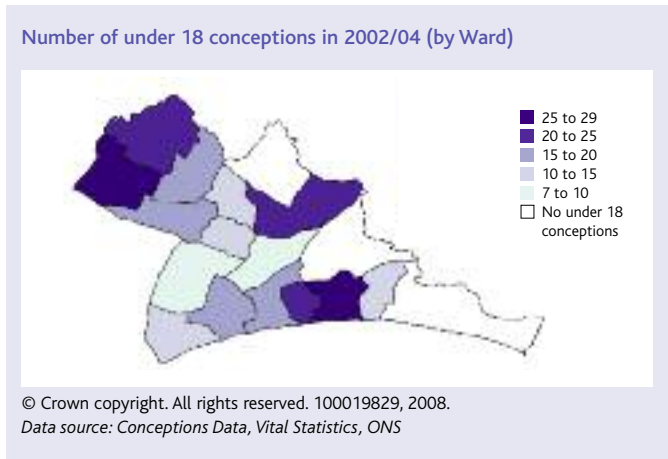 Number of under 18 conceptions in 2002/04 (by Ward)
25 to 29
20 to 25
15 to 20
10 to 15
7 to 10
No under 18
conceptions
© Crown copyright. All rights reserved. 100019829, 2008.
Data source: Conceptions Data, Vital Statistics, ONS